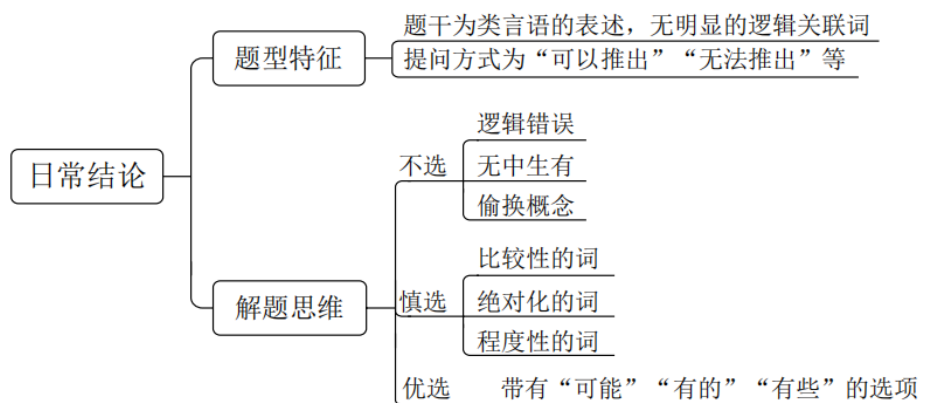 日常结论
题型特征
题干为类言语的表述，无明显的逻辑关联词
提问方式为“可以推出”“无法推出”等
解题思维
不选
逻辑错误
无中生有
偷换概念
慎选
比较性的词
绝对化的词
程度性的词
优选
带有“可能”“有的”“有些”的选项